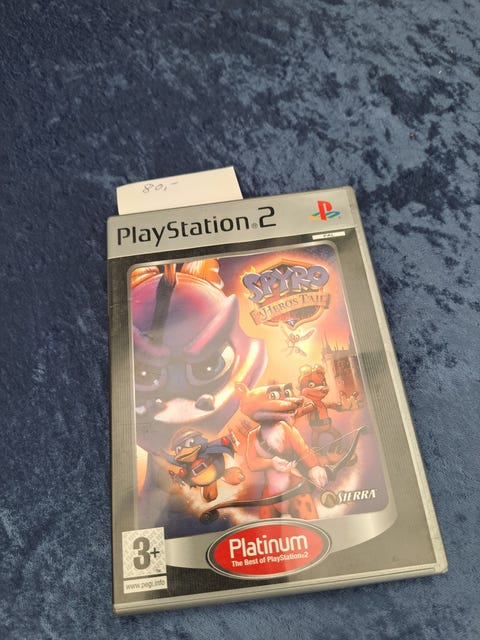 80,-
PlayStation®2
PAL
SPYRO
A HERO'S TAIL
SIERRA
3+
www.pegi.info
Platinum
The Best of PlayStation®2